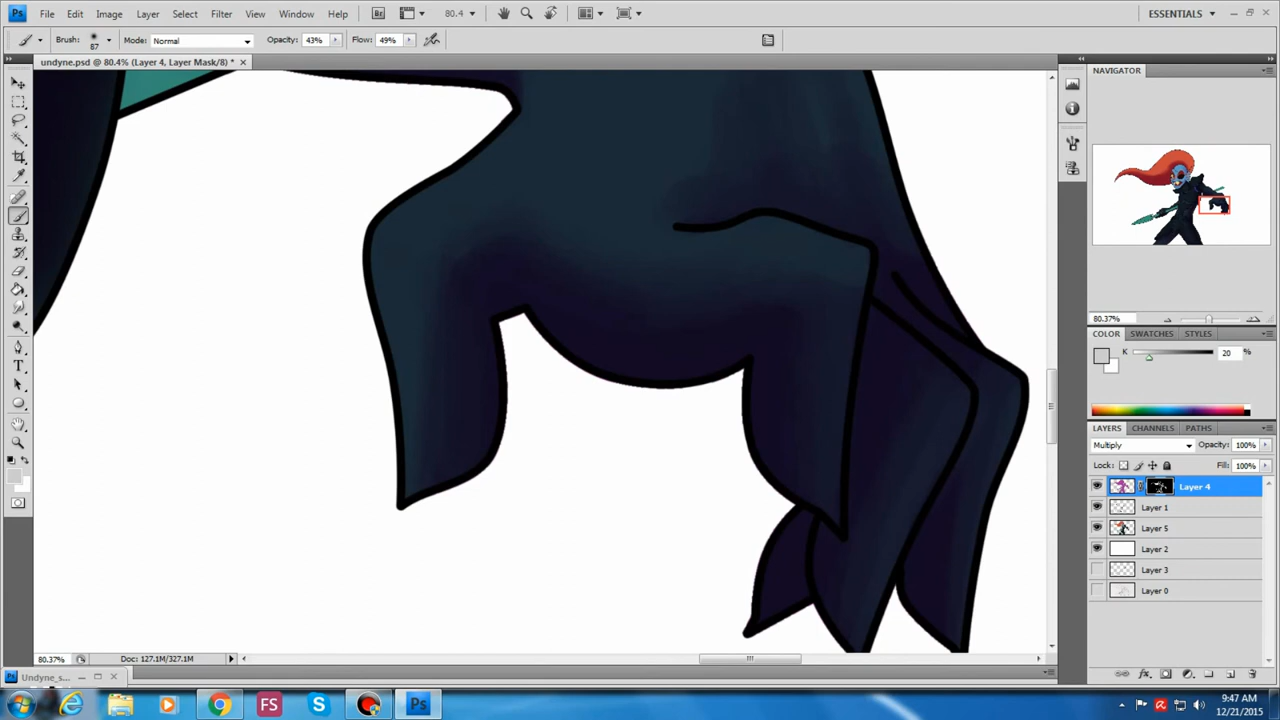 Ps File Edit Image Layer Select Filter View Window Help Br 80.4 ESSENTIALS
Brush: 87 Mode: Normal Opacity: 43% Flow: 49%
undyne.psd @ 80.4% (Layer 4, Layer Mask/8) *
NAVIGATOR
80.37%
COLOR SWATCHES STYLES
K 20 %
LAYERS CHANNELS PATHS
Multiply Opacity: 100%
Lock: Fill: 100%
Layer 4
Layer 1
Layer 5
Layer 2
Layer 3
Layer 0
80.37% Doc: 127.1M/327.1M
Ps Undyne_s...
FS S Ps
9:47 AM
12/21/2015